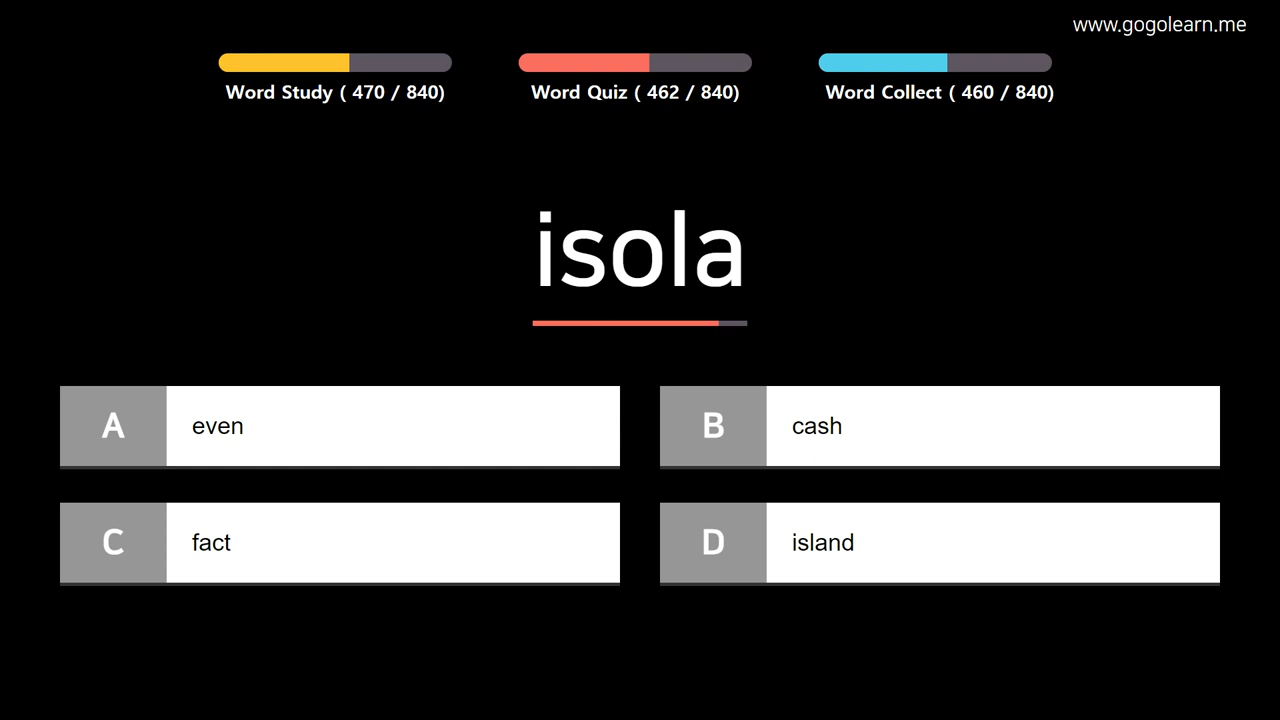 www.gogolearn.me
Word Study ( 470 / 840)
Word Quiz ( 462 / 840)
Word Collect ( 460 / 840)
isola
A even
B cash
C fact
D island